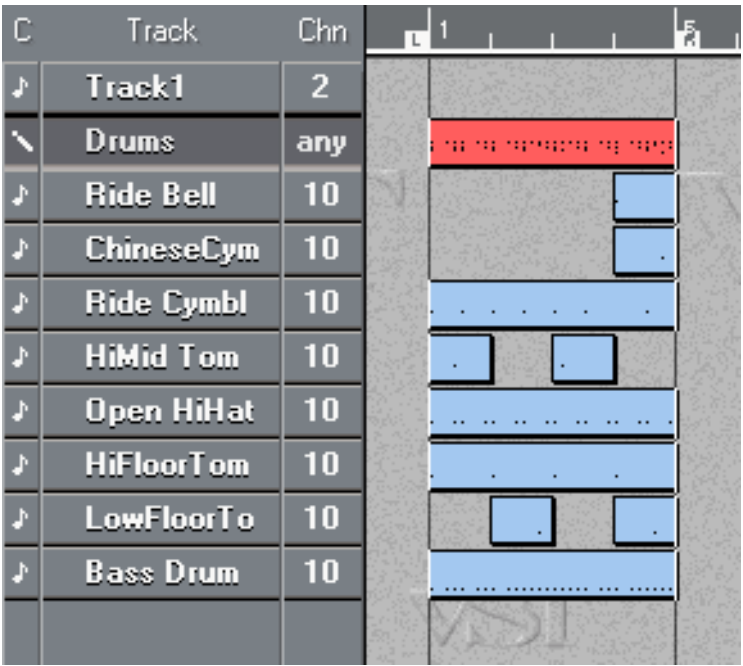 C Track Chn L 1 5
Track1 2
Drums any
Ride Bell 10
ChineseCym 10
Ride Cymbl 10
HiMid Tom 10
Open HiHat 10
HiFloorTom 10
LowFloorTo 10
Bass Drum 10